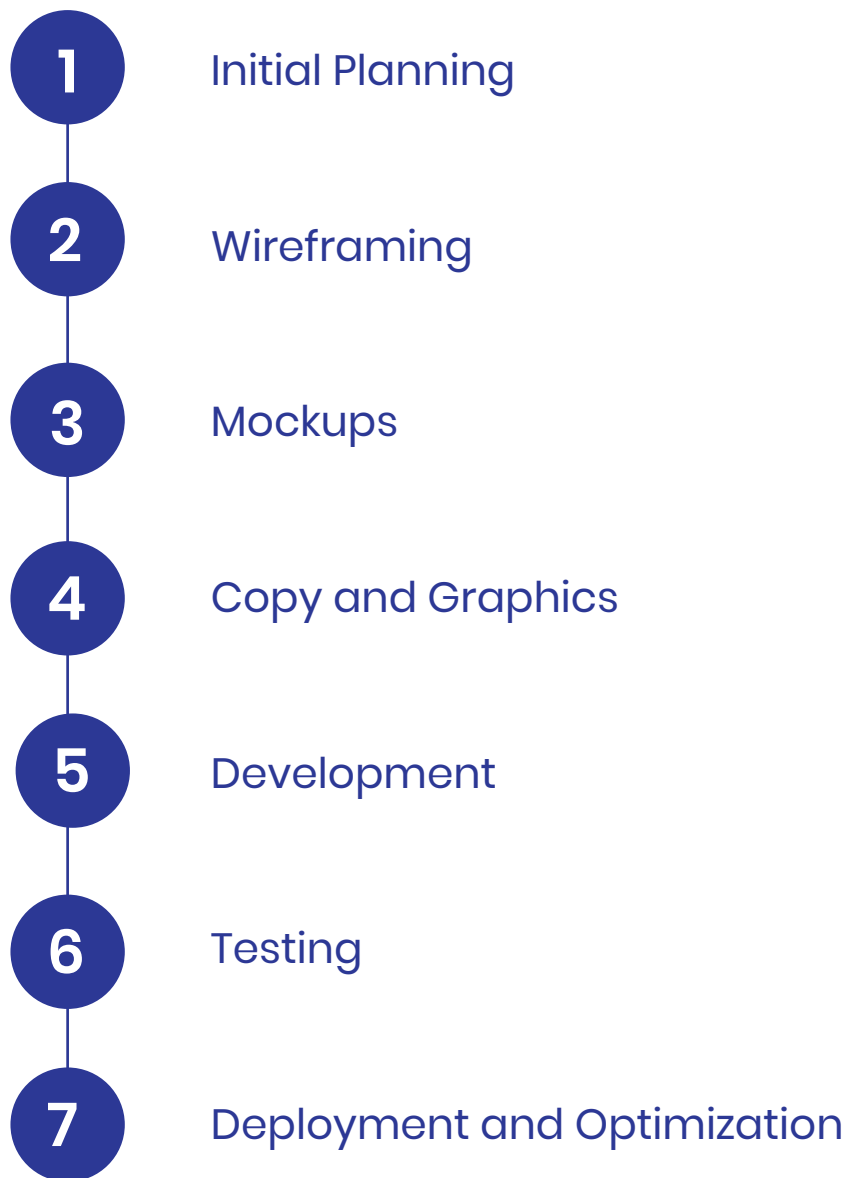 1 Initial Planning
2 Wireframing
3 Mockups
4 Copy and Graphics
5 Development
6 Testing
7 Deployment and Optimization